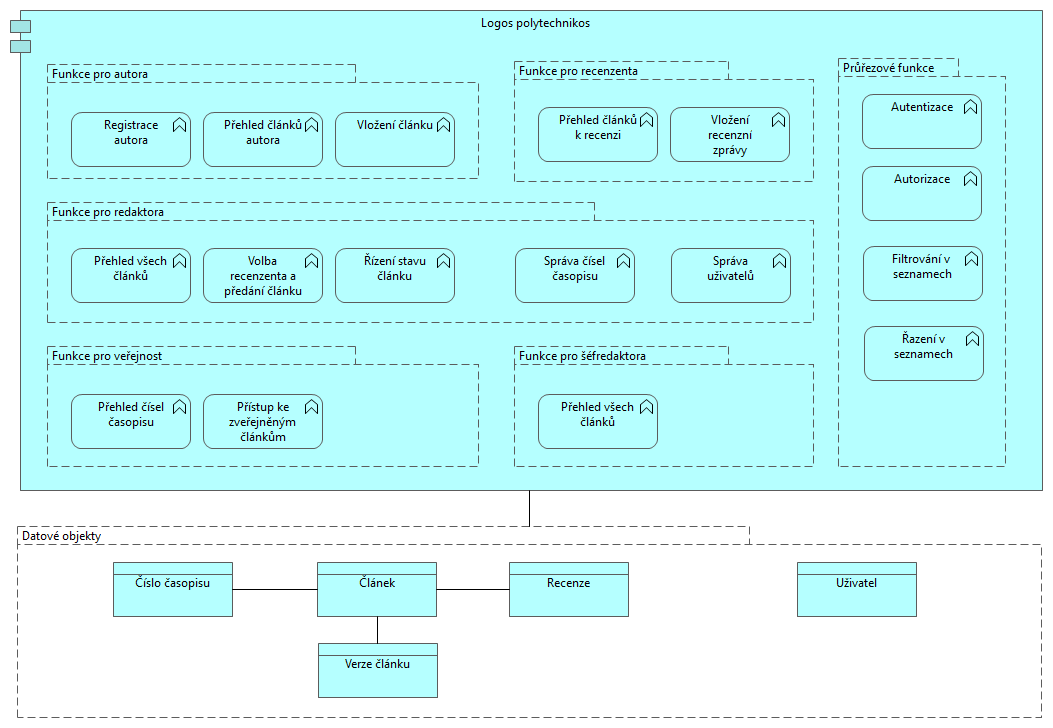 Logos polytechnikos
Funkce pro autora
Registrace
autora
Přehled článků
autora
Vložení článku
Funkce pro recenzenta
Přehled článků
k recenzi
Vložení
recenzní
zprávy
Průřezové funkce
Autentizace
Autorizace
Filtrování v
seznamech
Řazení v
seznamech
Funkce pro redaktora
Přehled všech
článků
Volba
recenzenta a
předání článku
Řízení stavu
článku
Správa čísel
časopisu
Správa
uživatelů
Funkce pro veřejnost
Přehled čísel
časopisu
Přístup ke
zveřejněným
článkům
Funkce pro šéfredaktora
Přehled všech
článků
Datové objekty
Číslo časopisu
Článek
Recenze
Uživatel
Verze článku